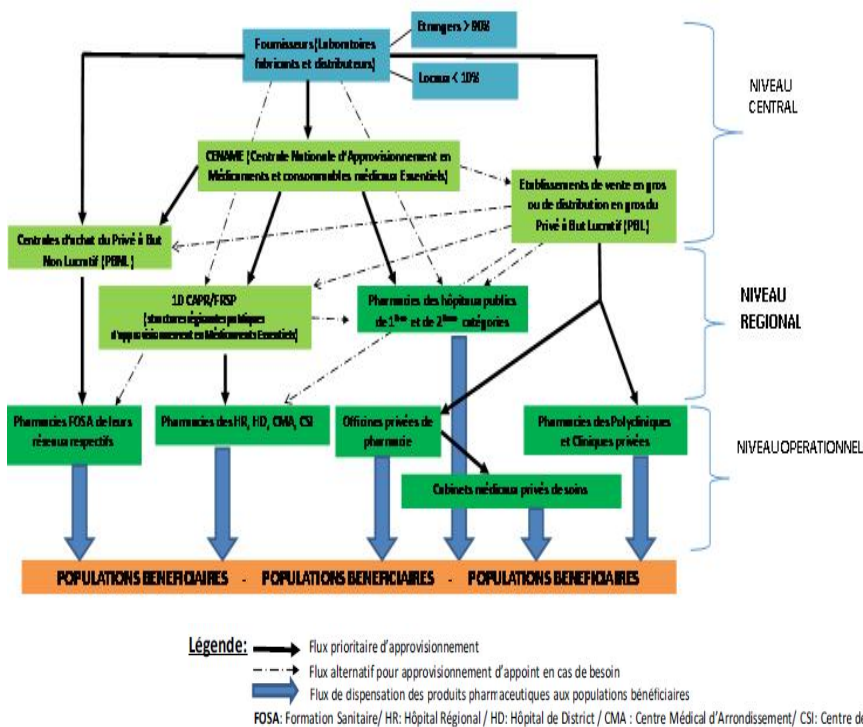 Etrangers > 90%
Fournisseurs (Laboratoires
fabricants et distributeurs)
Locaux < 10%
NIVEAU
CENTRAL
CENAME (Centrale Nationale d'Approvisionnement en
Médicaments et consommables médicaux Essentiels)
Etablissements de vente en gros
ou de distribution en gros du
Privé à But Lucratif (PBL)
Centrales d'achat du Privé à But
Non Lucratif (PBNL)
10 CAPR/FRSP
(structures régionales publiques
d'approvisionnement en Médicaments Essentiels)
Pharmacies des hôpitaux publics
de 1ère et de 2ème catégories
NIVEAU
REGIONAL
Pharmacies FOSA de leurs
réseaux respectifs
Pharmacies des HR, HD, CMA, CSI
Officines privées de
pharmacie
Pharmacies des Polycliniques
et Cliniques privées
NIVEAU OPERATIONNEL
Cabinets médicaux privés de soins
POPULATIONS BENEFICIAIRES - POPULATIONS BENEFICIAIRES - POPULATIONS BENEFICIAIRES
Légende:
Flux prioritaire d'approvisionnement
Flux alternatif pour approvisionnement d'appoint en cas de besoin
Flux de dispensation des produits pharmaceutiques aux populations bénéficiaires
FOSA: Formation Sanitaire/ HR: Hôpital Régional / HD: Hôpital de District / CMA : Centre Médical d'Arrondissement/ CSI: Centre de